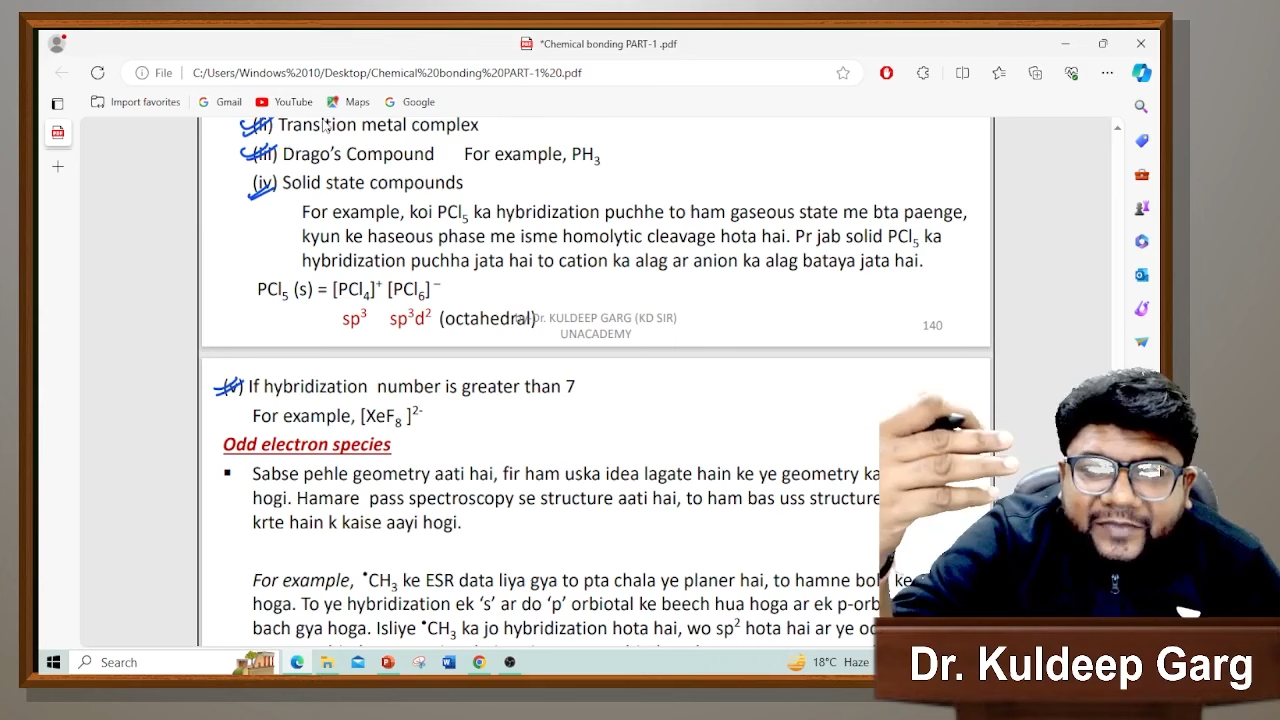 *Chemical bonding PART-1 .pdf
File
C:/Users/Windows%2010/Desktop/Chemical%20bonding%20PART-1%20.pdf
Import favorites
Gmail
YouTube
Maps
Google
(ii) Transition metal complex
(iii) Drago's Compound For example, PH3
(iv) Solid state compounds
For example, koi PCl5 ka hybridization puchhe to ham gaseous state me bta paenge,
kyun ke haseous phase me isme homolytic cleavage hota hai. Pr jab solid PCl5 ka
hybridization puchha jata hai to cation ka alag ar anion ka alag bataya jata hai.
PCl5 (s) = [PCl4]+ [PCl6]–
sp3 sp3d2 (octahedral)
Dr. KULDEEP GARG (KD SIR)
UNACADEMY
140
(v) If hybridization number is greater than 7
For example, [XeF8 ]2-
Odd electron species
▪ Sabse pehle geometry aati hai, fir ham uska idea lagate hain ke ye geometry ka
hogi. Hamare pass spectroscopy se structure aati hai, to ham bas uss structure
krte hain k kaise aayi hogi.
For example, •CH3 ke ESR data liya gya to pta chala ye planer hai, to hamne bol ke
hoga. To ye hybridization ek 's' ar do 'p' orbiotal ke beech hua hoga ar ek p-orb
bach gya hoga. Isliye •CH3 ka jo hybridization hota hai, wo sp2 hota hai ar ye
Search
18°C Haze
Dr. Kuldeep Garg